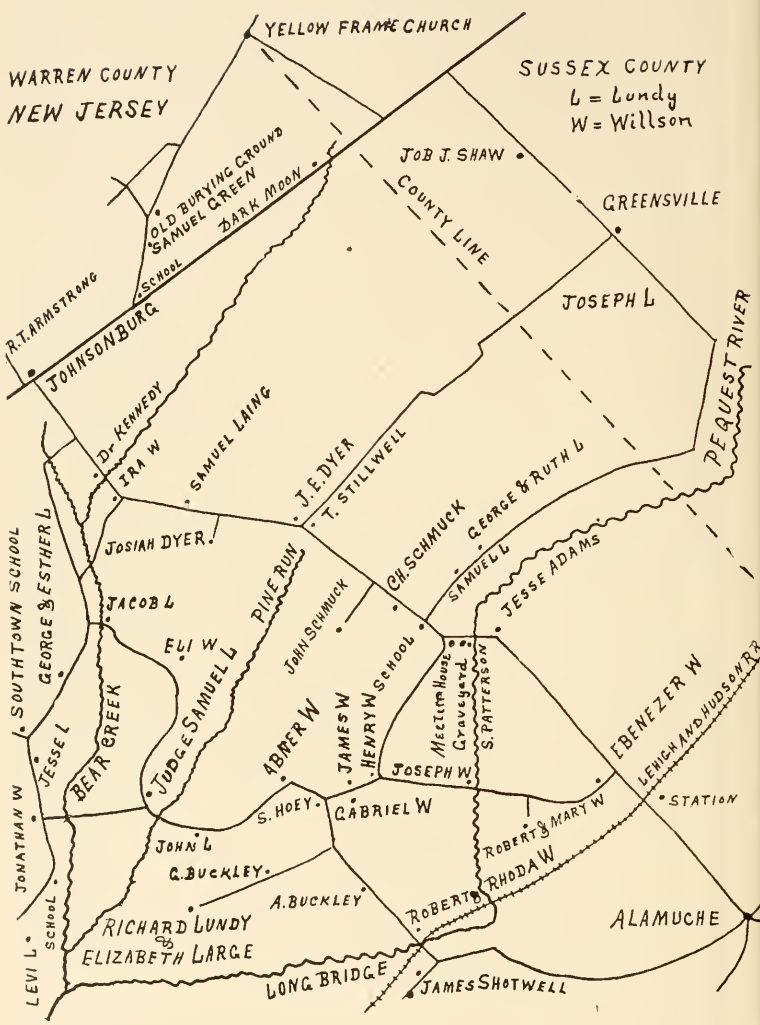 YELLOW FRAME CHURCH
WARREN COUNTY
NEW JERSEY
SUSSEX COUNTY
L = Lundy
W = Willson
JOB J. SHAW
OLD BURYING GROUND
SAMUEL GREEN
DARK MOON
COUNTY LINE
GREENSVILLE
SCHOOL
R.T. ARMSTRONG
JOHNSONBURG
JOSEPH L
PEQUEST RIVER
Dr KENNEDY
IRA W
SAMUEL LAING
J.E. DYER
T. STILLWELL
GEORGE & RUTH L
CH. SCHMUCK
SAMUEL L
JESSE ADAMS
JOSIAH DYER
SOUTHTOWN SCHOOL
GEORGE & ESTHER L
JACOB L
PINE RUN
ELI W
JOHN SCHMUCK
SCHOOL
MEETING HOUSE
Graveyard
S. PATTERSON
EBENEZER W
LEHIGH AND HUDSON RR
JUDGE SAMUEL L
BEAR CREEK
JESSE L
ABNER W
JAMES W
HENRY W
JOSEPH W
STATION
JONATHAN W
S. HOEY
GABRIEL W
ROBERT & MARY W
JOHN L
G. BUCKLEY
A. BUCKLEY
ROBERT & RHODA W
SCHOOL
RICHARD LUNDY
&
ELIZABETH LARGE
ALAMUCHE
LEVI L
LONG BRIDGE
JAMES SHOTWELL